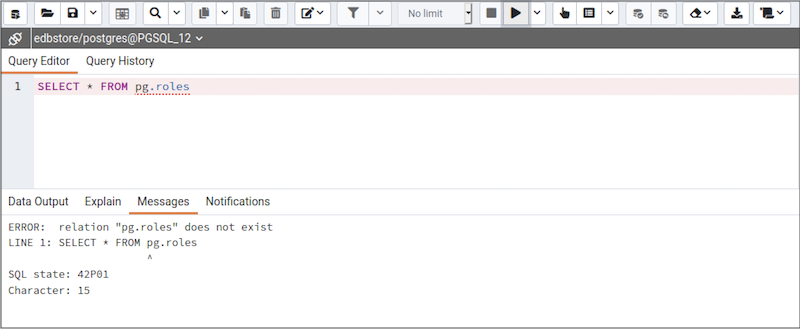 No limit
edbstore/postgres@PGSQL_12
Query Editor Query History
1 SELECT * FROM pg.roles
Data Output Explain Messages Notifications
ERROR:  relation "pg.roles" does not exist
LINE 1: SELECT * FROM pg.roles
^
SQL state: 42P01
Character: 15